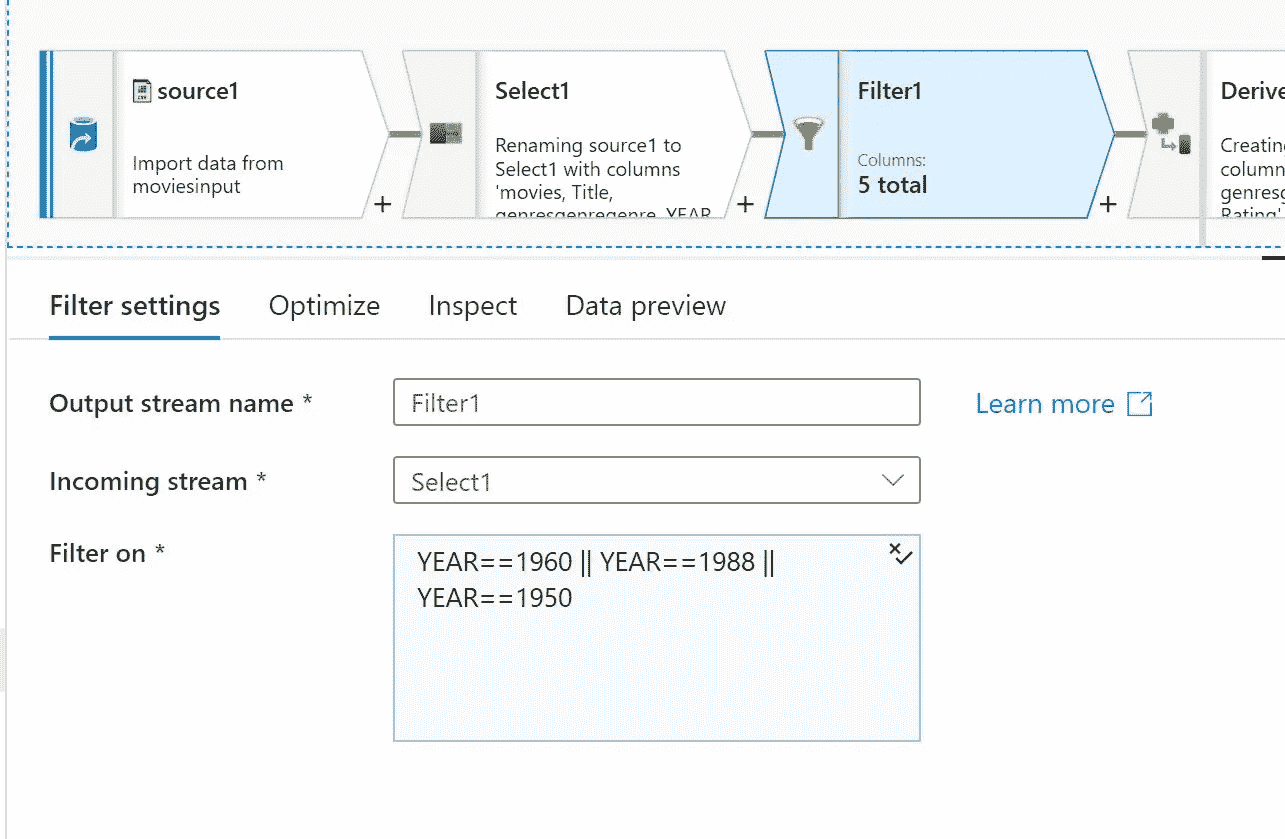 source1
Import data from
moviesinput
+
Select1
Renaming source1 to
Select1 with columns
'movies, Title,
genresgenregenre, YEAR
+
Filter1
Columns:
5 total
+
Derive
Creatin
column
genres
Rating'
Filter settings
Optimize
Inspect
Data preview
Output stream name *
Filter1
Learn more
Incoming stream *
Select1
Filter on *
YEAR==1960 || YEAR==1988 ||
YEAR==1950